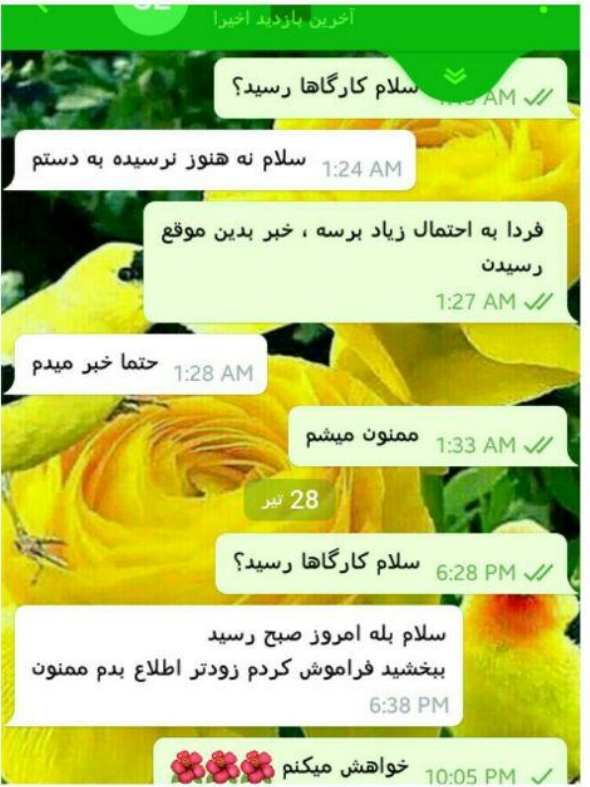 آخرین بازدید اخیرا
سلام کارگاها رسید؟
AM
سلام نه هنوز نرسیده به دستم
1:24 AM
فردا به احتمال زیاد برسه ، خبر بدین موقع
رسیدن
1:27 AM
حتما خبر میدم
1:28 AM
ممنون میشم
1:33 AM
28 تیر
سلام کارگاها رسید؟
6:28 PM
سلام بله امروز صبح رسید
ببخشید فراموش کردم زودتر اطلاع بدم ممنون
6:38 PM
خواهش میکنم 🌺🌺🌺
10:05 PM